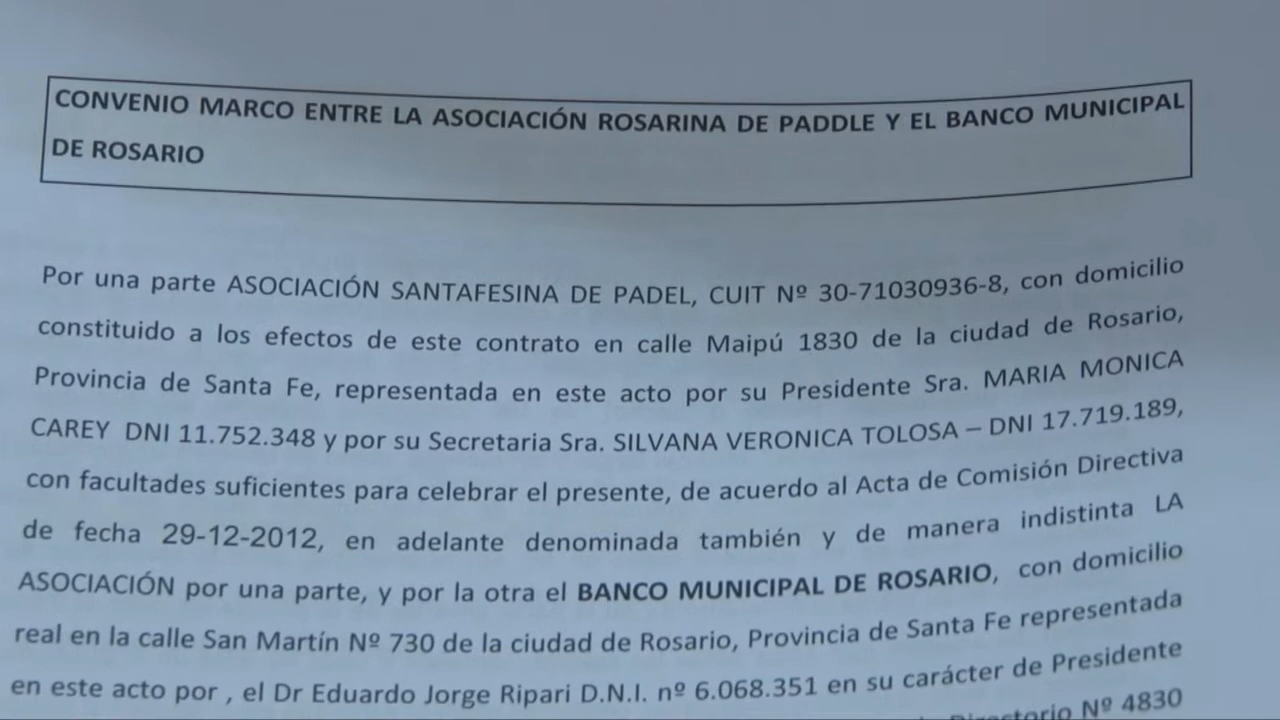 CONVENIO MARCO ENTRE LA ASOCIACIÓN ROSARINA DE PADDLE Y EL BANCO MUNICIPAL
DE ROSARIO
Por una parte ASOCIACIÓN SANTAFESINA DE PADEL, CUIT Nº 30-71030936-8, con domicilio
constituido a los efectos de este contrato en calle Maipú 1830 de la ciudad de Rosario,
Provincia de Santa Fe, representada en este acto por su Presidente Sra. MARIA MONICA
CAREY DNI 11.752.348 y por su Secretaria Sra. SILVANA VERONICA TOLOSA – DNI 17.719.189,
con facultades suficientes para celebrar el presente, de acuerdo al Acta de Comisión Directiva
de fecha 29-12-2012, en adelante denominada también y de manera indistinta LA
ASOCIACIÓN por una parte, y por la otra el BANCO MUNICIPAL DE ROSARIO, con domicilio
real en la calle San Martín Nº 730 de la ciudad de Rosario, Provincia de Santa Fe representada
en este acto por , el Dr Eduardo Jorge Ripari D.N.I. nº 6.068.351 en su carácter de Presidente
Directorio Nº 4830